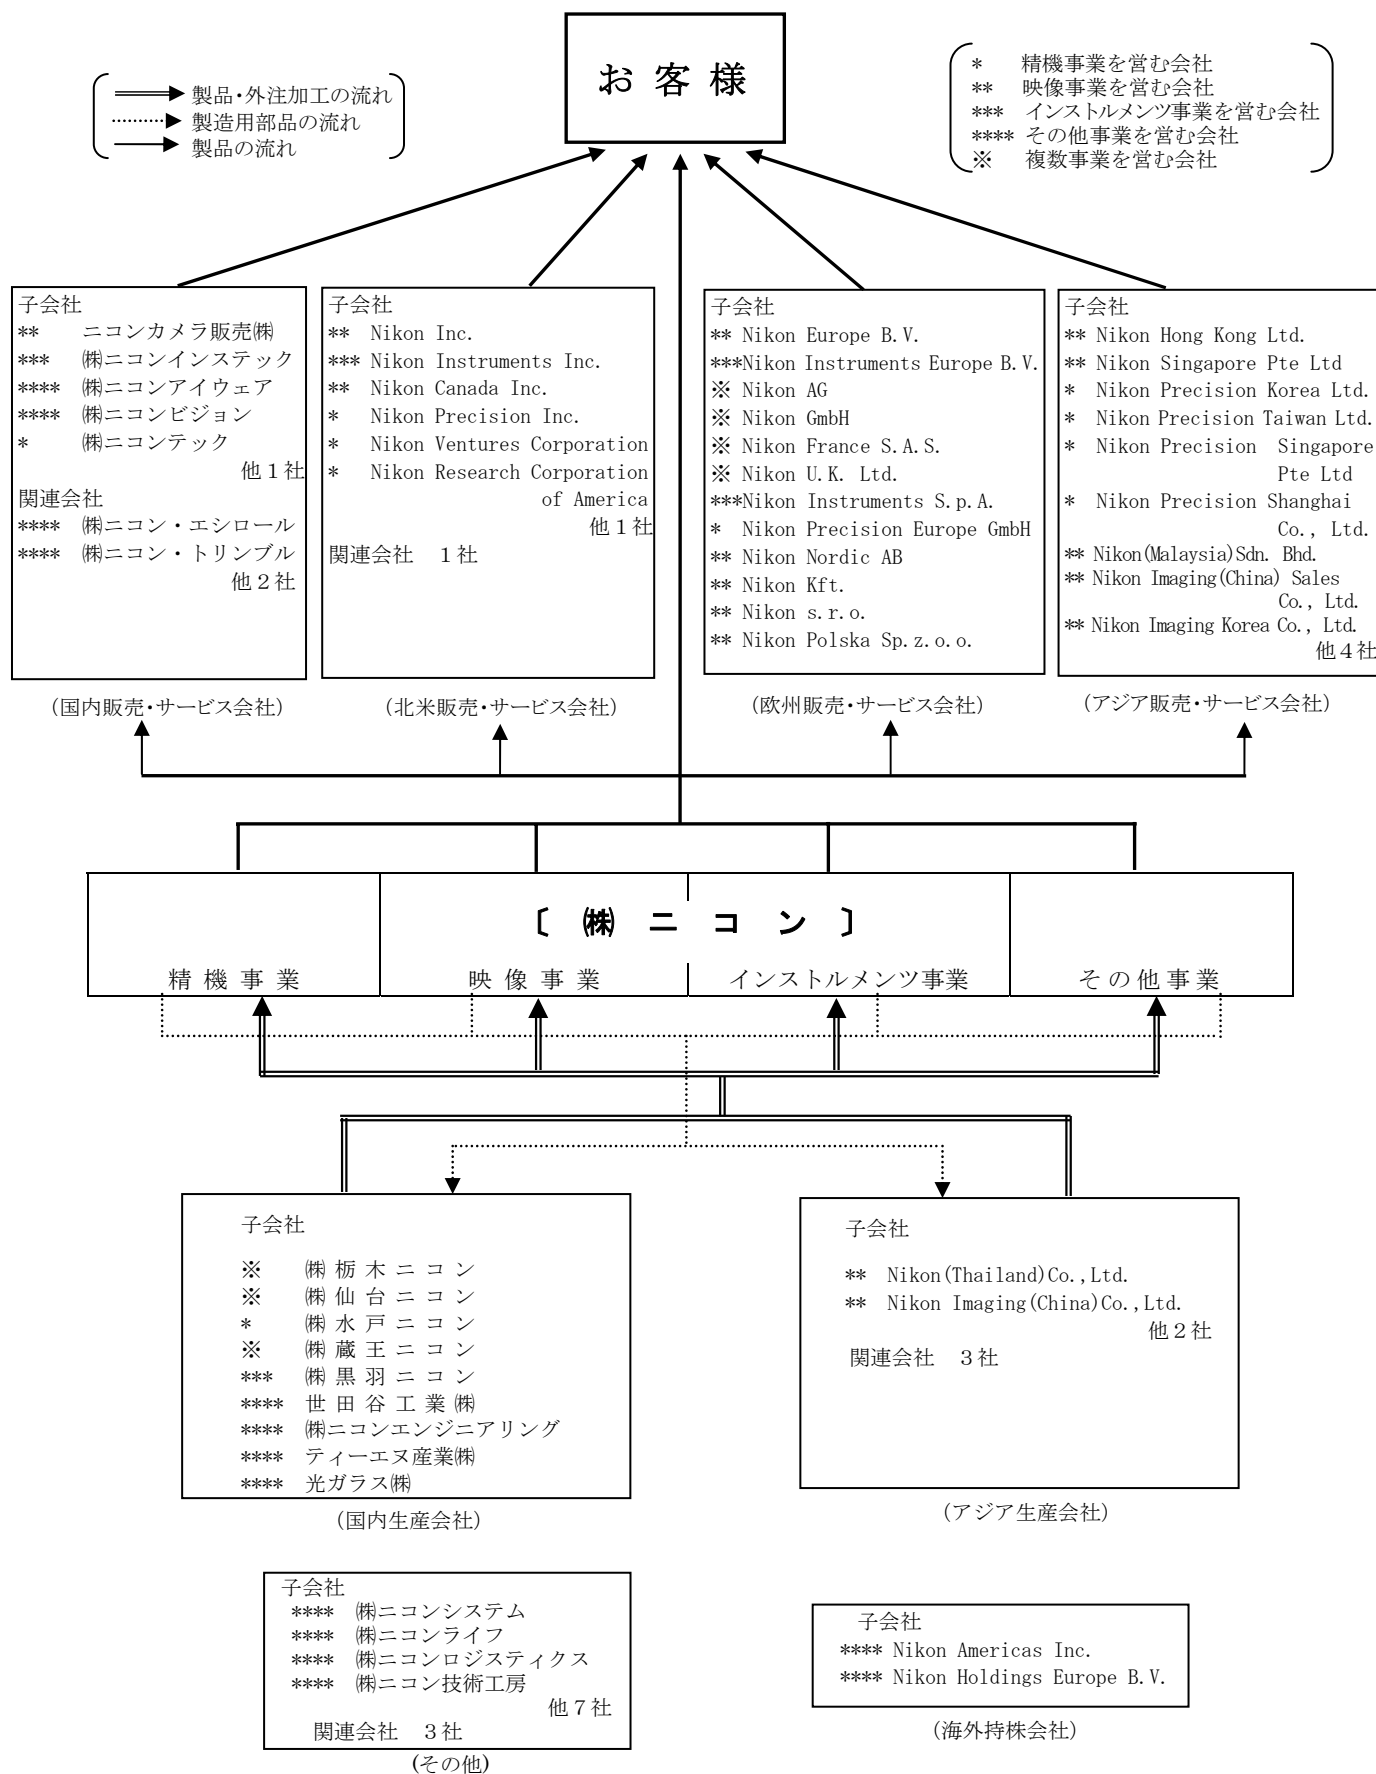 お客様
製品・外注加工の流れ
製造用部品の流れ
製品の流れ
* 精機事業を営む会社
** 映像事業を営む会社
*** インストルメンツ事業を営む会社
**** その他事業を営む会社
※ 複数事業を営む会社
子会社
** ニコンカメラ販売㈱
*** ㈱ニコンインステック
**** ㈱ニコンアイウェア
**** ㈱ニコンビジョン
* ㈱ニコンテック
他1社
関連会社
**** ㈱ニコン・エシロール
**** ㈱ニコン・トリンブル
他2社
(国内販売・サービス会社)
子会社
** Nikon Inc.
*** Nikon Instruments Inc.
** Nikon Canada Inc.
* Nikon Precision Inc.
* Nikon Ventures Corporation
* Nikon Research Corporation
of America
他1社
関連会社 1社
(北米販売・サービス会社)
子会社
** Nikon Europe B.V.
***Nikon Instruments Europe B.V.
※ Nikon AG
※ Nikon GmbH
※ Nikon France S.A.S.
※ Nikon U.K. Ltd.
***Nikon Instruments S.p.A.
* Nikon Precision Europe GmbH
** Nikon Nordic AB
** Nikon Kft.
** Nikon s.r.o.
** Nikon Polska Sp.z.o.o.
(欧州販売・サービス会社)
子会社
** Nikon Hong Kong Ltd.
** Nikon Singapore Pte Ltd
* Nikon Precision Korea Ltd.
* Nikon Precision Taiwan Ltd.
* Nikon Precision Singapore
Pte Ltd
* Nikon Precision Shanghai
Co., Ltd.
** Nikon(Malaysia)Sdn. Bhd.
** Nikon Imaging(China) Sales
Co., Ltd.
** Nikon Imaging Korea Co., Ltd.
他4社
(アジア販売・サービス会社)
〔 ㈱ニコン 〕
精機事業
映像事業
インストルメンツ事業
その他事業
子会社
※ ㈱栃木ニコン
※ ㈱仙台ニコン
* ㈱水戸ニコン
※ ㈱蔵王ニコン
*** ㈱黒羽ニコン
**** 世田谷工業㈱
**** ㈱ニコンエンジニアリング
**** ティーエヌ産業㈱
**** 光ガラス㈱
(国内生産会社)
子会社
** Nikon(Thailand)Co.,Ltd.
** Nikon Imaging(China)Co.,Ltd.
他2社
関連会社 3社
(アジア生産会社)
子会社
**** ㈱ニコンシステム
**** ㈱ニコンライフ
**** ㈱ニコンロジスティクス
**** ㈱ニコン技術工房
他7社
関連会社 3社
(その他)
子会社
**** Nikon Americas Inc.
**** Nikon Holdings Europe B.V.
(海外持株会社)